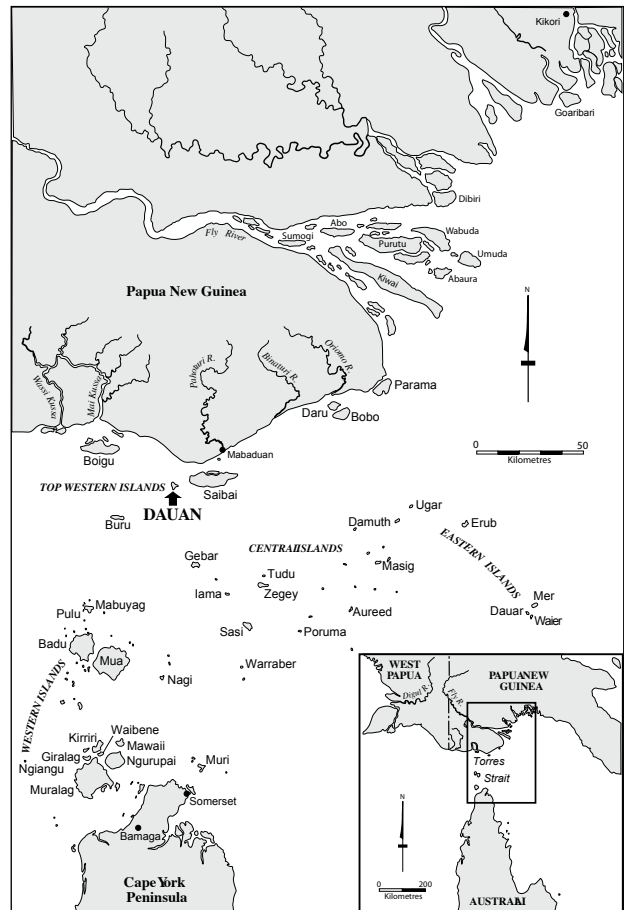 Kikori
Goaribari
Dibiri
Abo
Wabuda
Sumogi
Fly River
Purutu
Umuda
Abaura
Kiwai
Papua New Guinea
N
Oriomo R.
Pahoturi R.
Binaturi R.
Wassi Kussa
Mai Kussa
Parama
Daru
Bobo
0 50
Kilometres
Mabaduan
Boigu
TOP WESTERN ISLANDS
Saibai
DAUAN
Buru
Ugar
Damuth
Erub
CENTRALISLANDS
EASTERN ISLANDS
Gebar
Masig
Tudu
Iama
Zegey
Mer
Pulu
Mabuyag
Aureed
Dauar
Waier
Sasi
Poruma
Badu
Mua
Warraber
Nagi
WESTERN ISLANDS
WEST
PAPUA
PAPUANEW
GUINEA
Digul R.
Fly R.
Waibene
Kirriri
Mawaii
Giralag
Ngurupai
Ngiangu
Muri
Muralag
Somerset
Torres
Strait
Bamaga
N
Cape York
Peninsula
0 200
Kilometres